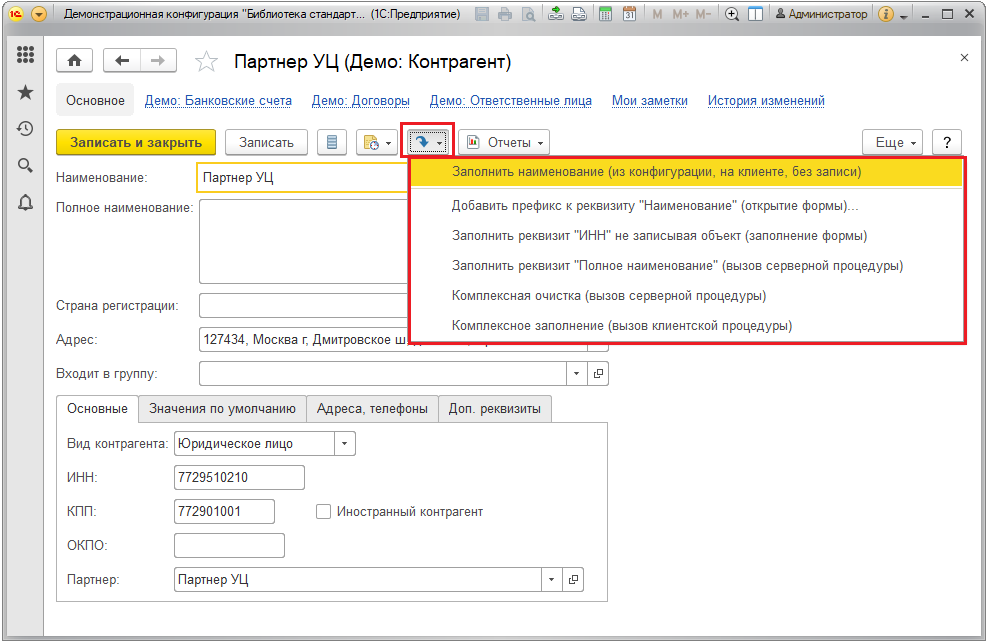 Демонстрационная конфигурация "Библиотека стандарт... (1С:Предприятие)
M M+ M-
Администратор
Партнер УЦ (Демо: Контрагент)
Основное Демо: Банковские счета Демо: Договоры Демо: Ответственные лица Мои заметки История изменений
Записать и закрыть Записать Отчеты Еще ?
Наименование: Партнер УЦ
Заполнить наименование (из конфигурации, на клиенте, без записи)
Добавить префикс к реквизиту "Наименование" (открытие формы)...
Заполнить реквизит "ИНН" не записывая объект (заполнение формы)
Заполнить реквизит "Полное наименование" (вызов серверной процедуры)
Комплексная очистка (вызов серверной процедуры)
Комплексное заполнение (вызов клиентской процедуры)
Полное наименование:
Страна регистрации:
Адрес: 127434, Москва г, Дмитровское ш
Входит в группу:
Основные Значения по умолчанию Адреса, телефоны Доп. реквизиты
Вид контрагента: Юридическое лицо
ИНН: 7729510210
КПП: 772901001 Иностранный контрагент
ОКПО:
Партнер: Партнер УЦ